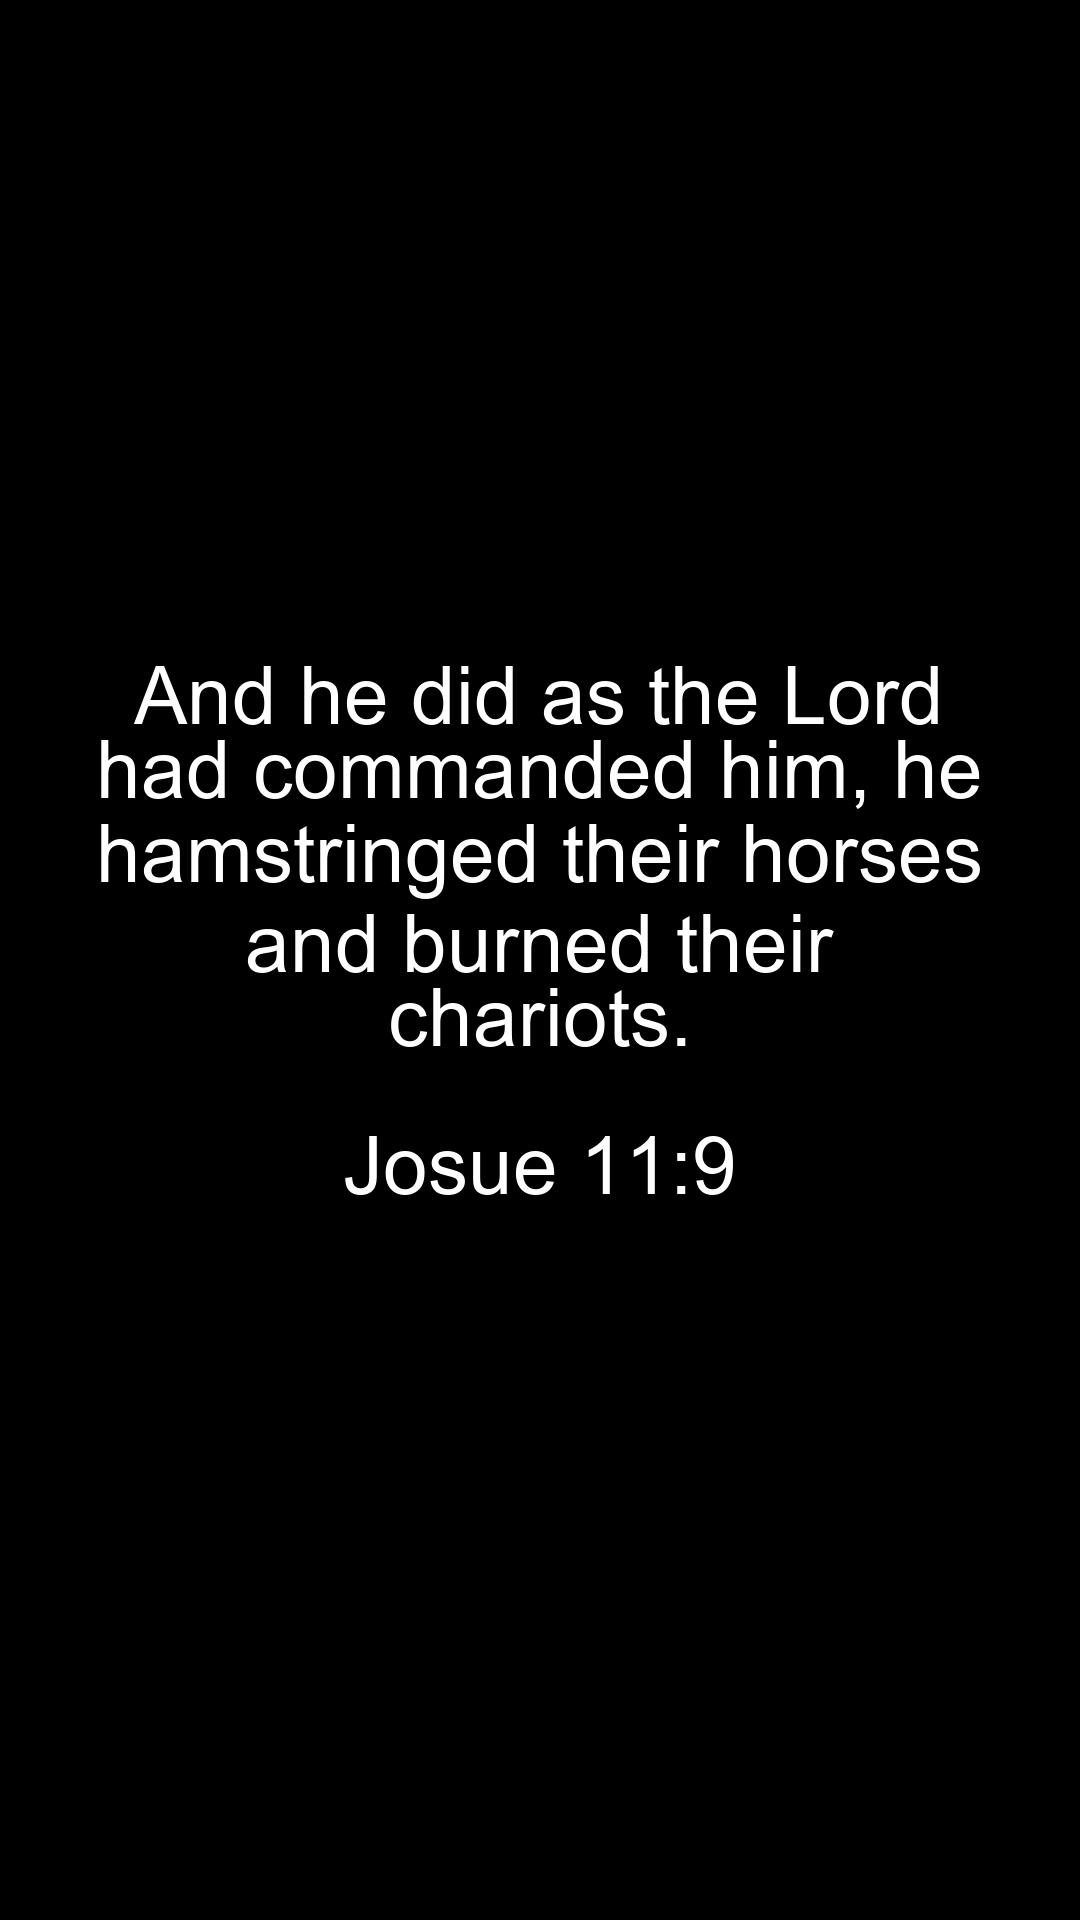 And he did as the Lord
had commanded him, he
hamstringed their horses
and burned their
chariots.
Josue 11:9